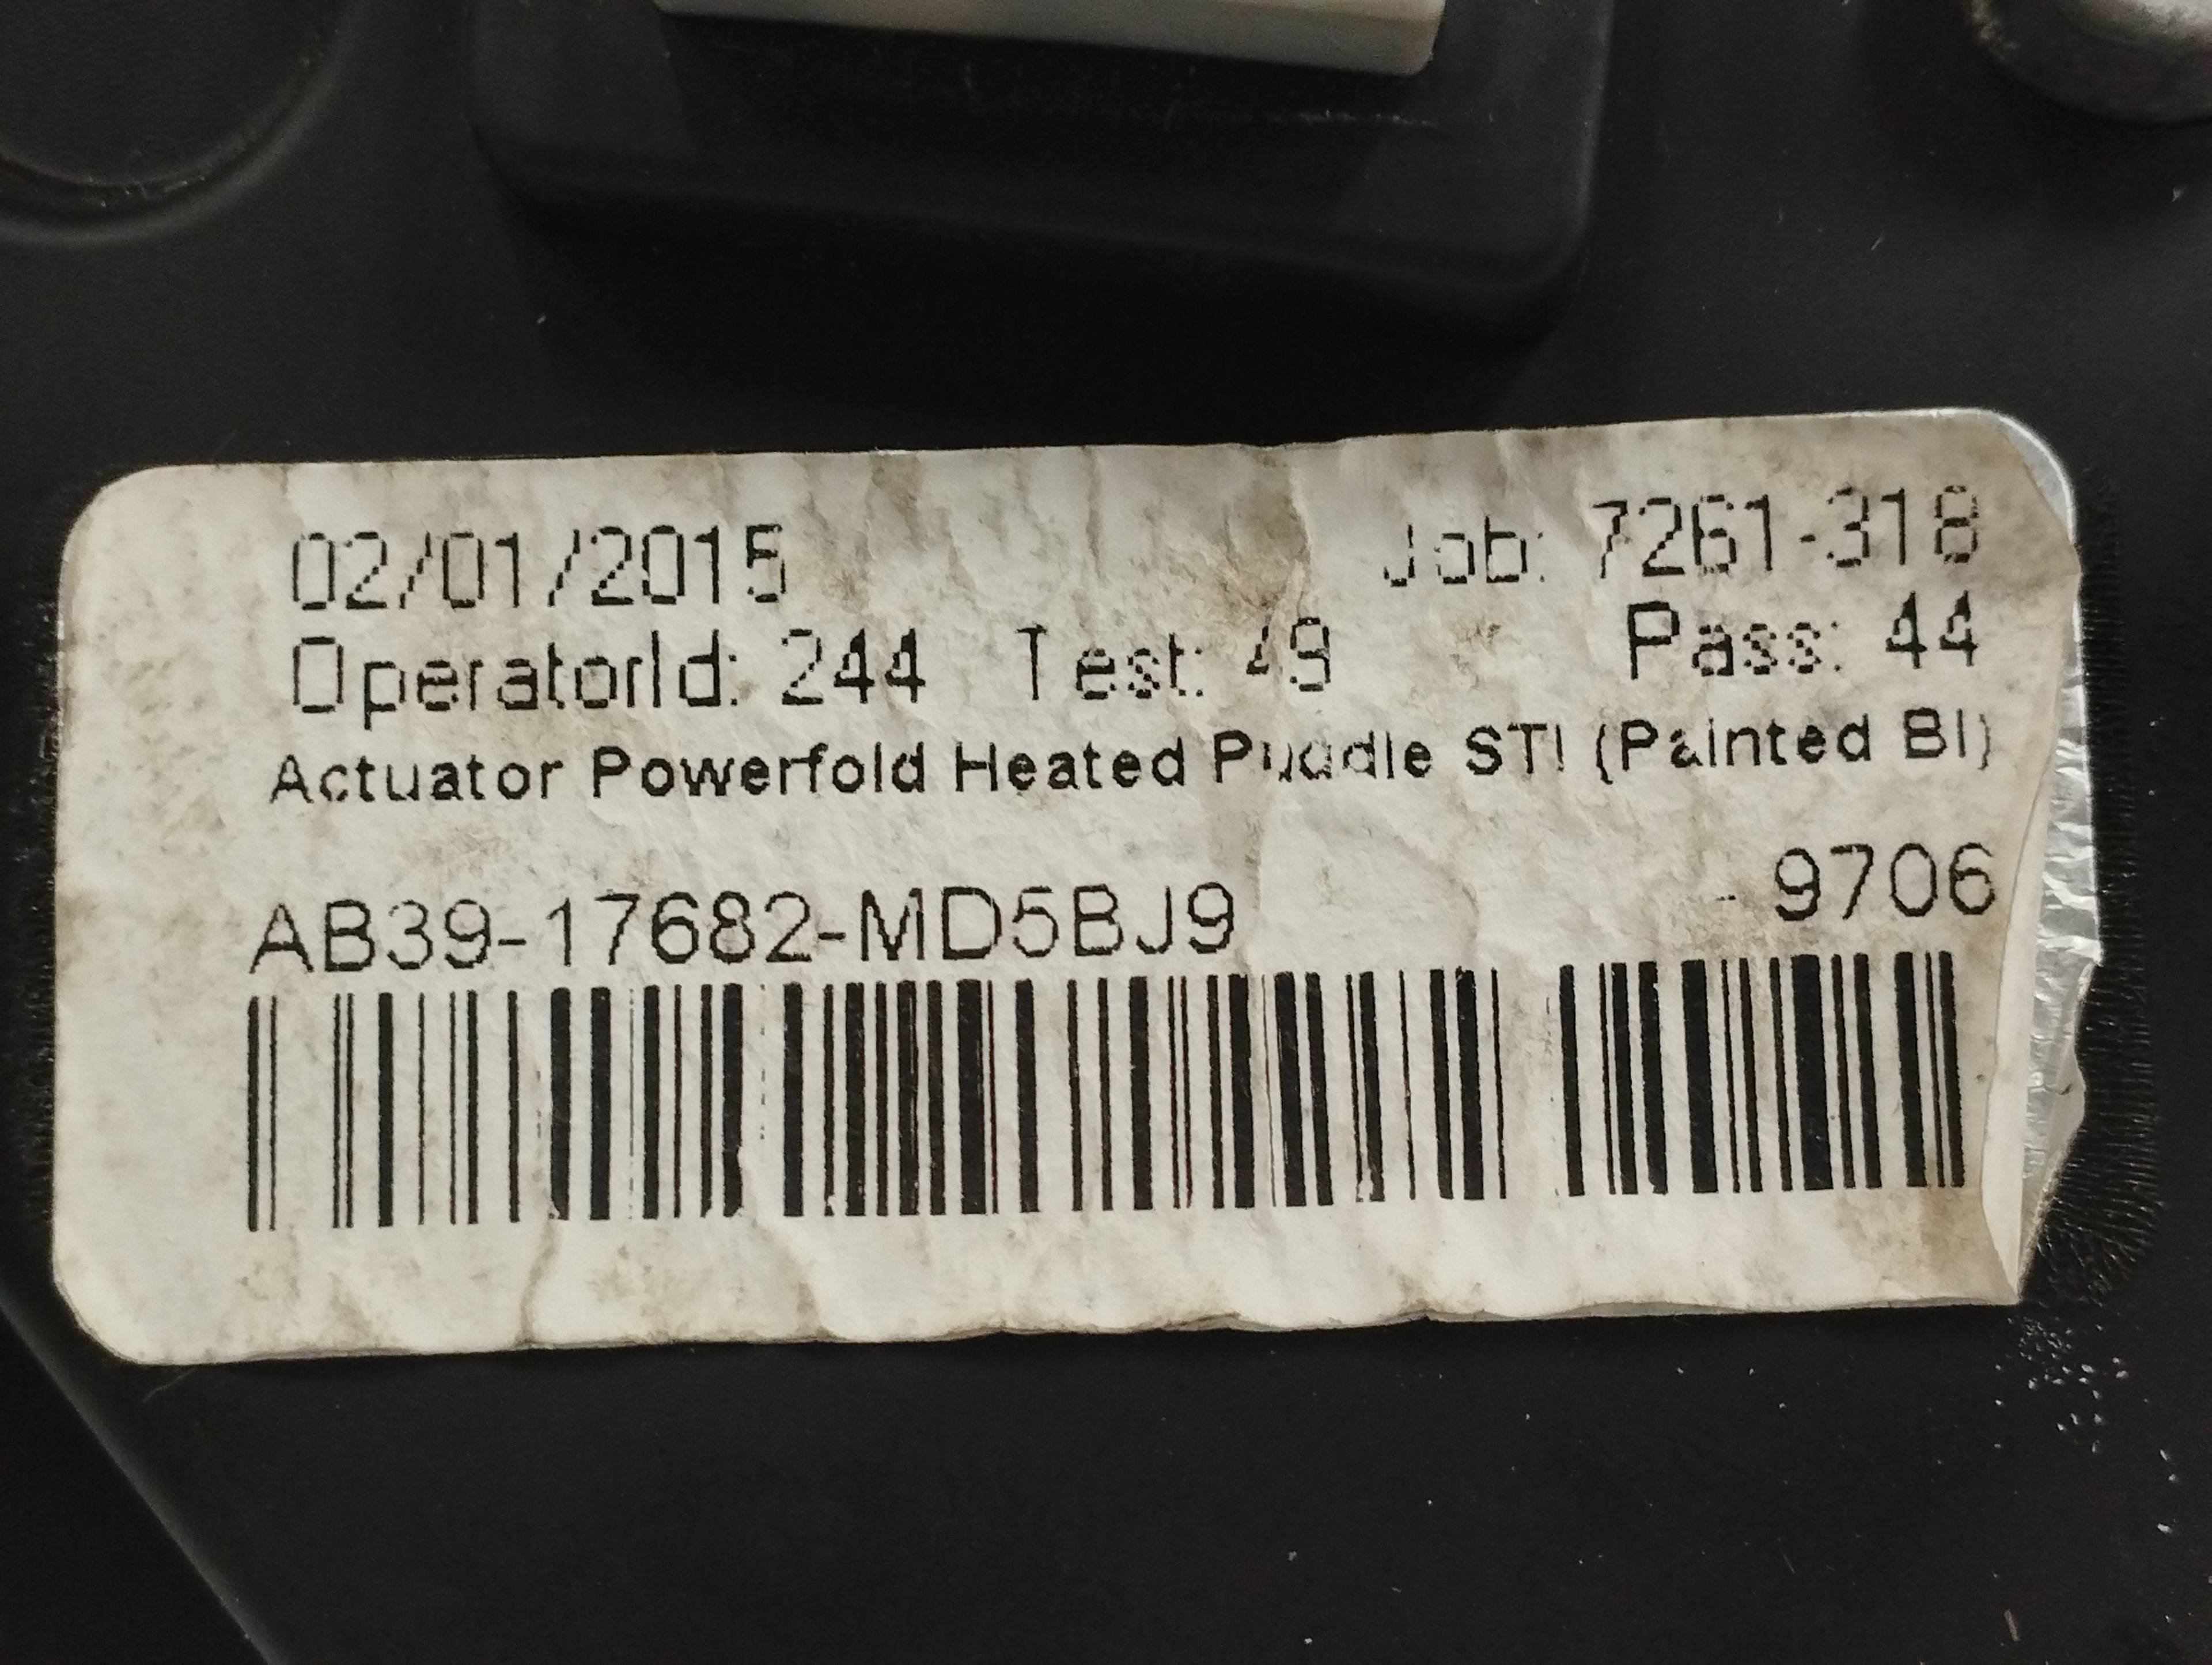 02/01/2015 Job: 7261-318
OperatorId: 244 Test: 49 Pass: 44
Actuator Powerfold Heated Puddle STI (Painted Bl)
AB39-17682-MD5BJ9 - 9706